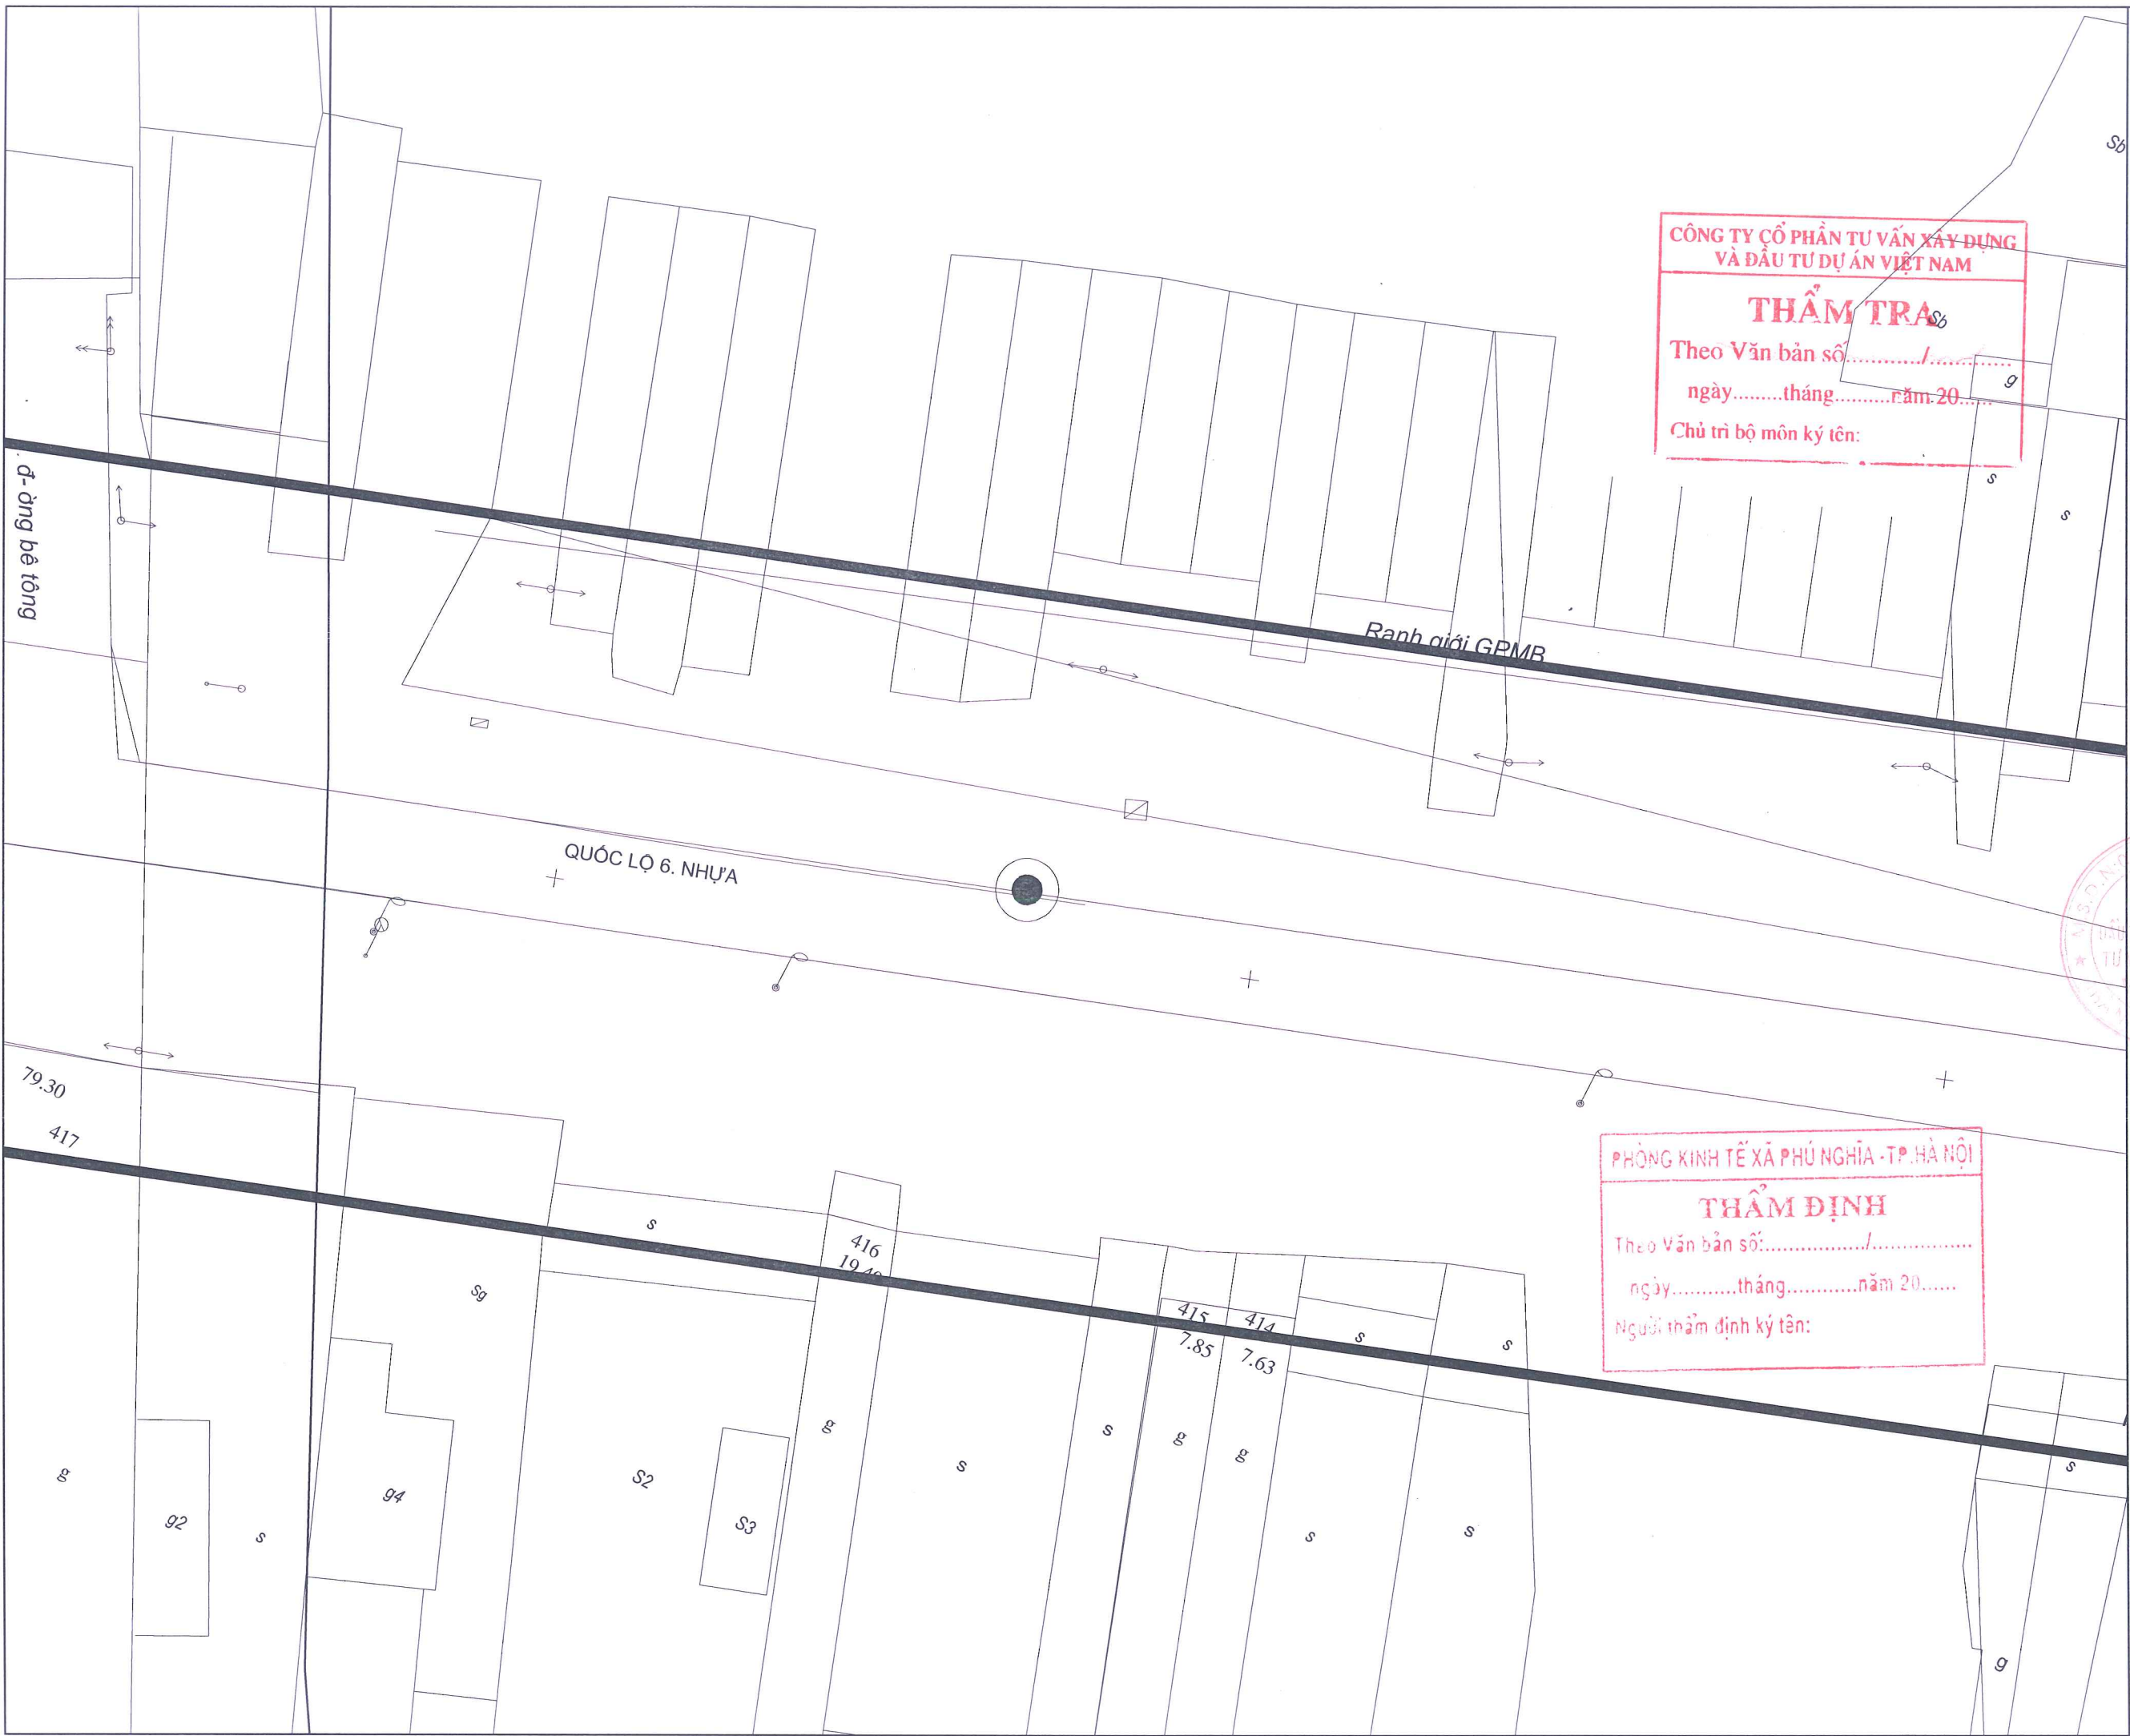 Sb
CÔNG TY CỔ PHẦN TƯ VẤN XÂY DỰNG
VÀ ĐẦU TƯ DỰ ÁN VIỆT NAM
THẨM TRA
Theo Văn bản số.........../.............
ngày.........tháng..........năm 20......
Chủ trì bộ môn ký tên:
Sb
g
s
s
.đ- ờng bê tông
Ranh giới GPMB
QUỐC LỘ 6. NHỰA
TƯ
79.30
417
PHÒNG KINH TẾ XÃ PHÚ NGHĨA -TP.HÀ NỘI
THẨM ĐỊNH
Theo Văn bản số:................./.................
ngày...........tháng............năm 20......
Người thẩm định ký tên:
s
416
19.40
Sg
415
414
7.85
7.63
s
s
g
s
s
g
g
s
g
g2
s
g4
S2
S3
s
s
g